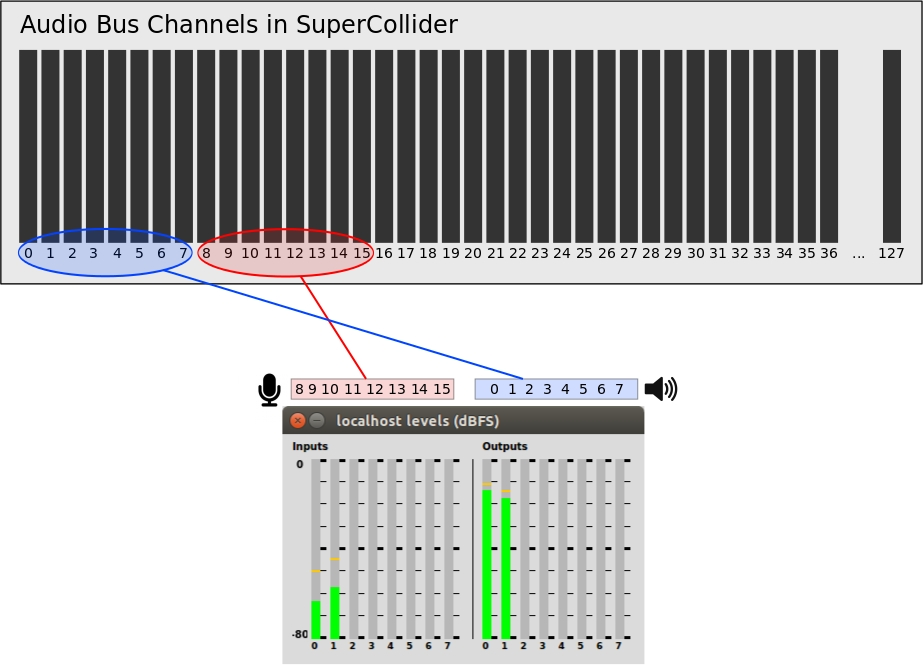 Audio Bus Channels in SuperCollider
0 1 2 3 4 5 6 7 8 9 10 11 12 13 14 15 16 17 18 19 20 21 22 23 24 25 26 27 28 29 30 31 32 33 34 35 36 ... 127
8 9 10 11 12 13 14 15 0 1 2 3 4 5 6 7
localhost levels (dBFS)
Inputs Outputs
0
-80
0 1 2 3 4 5 6 7 0 1 2 3 4 5 6 7